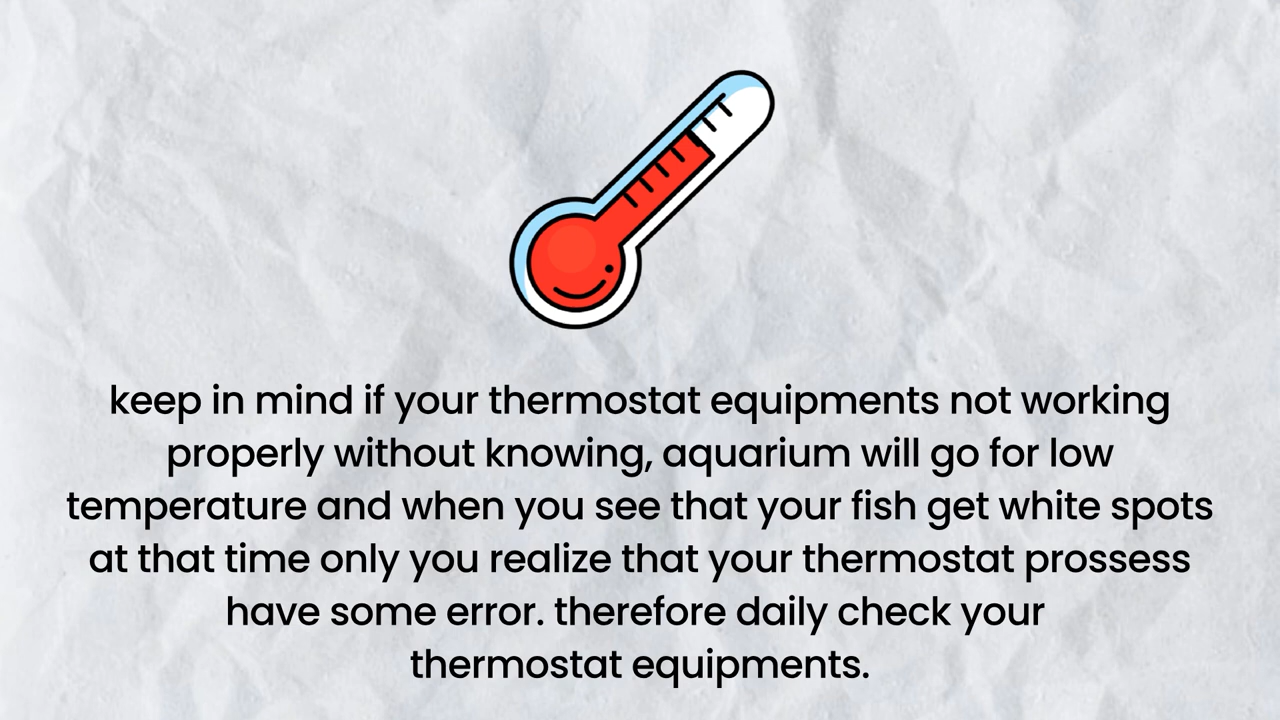 keep in mind if your thermostat equipments not working
properly without knowing, aquarium will go for low
temperature and when you see that your fish get white spots
at that time only you realize that your thermostat prossess
have some error. therefore daily check your
thermostat equipments.